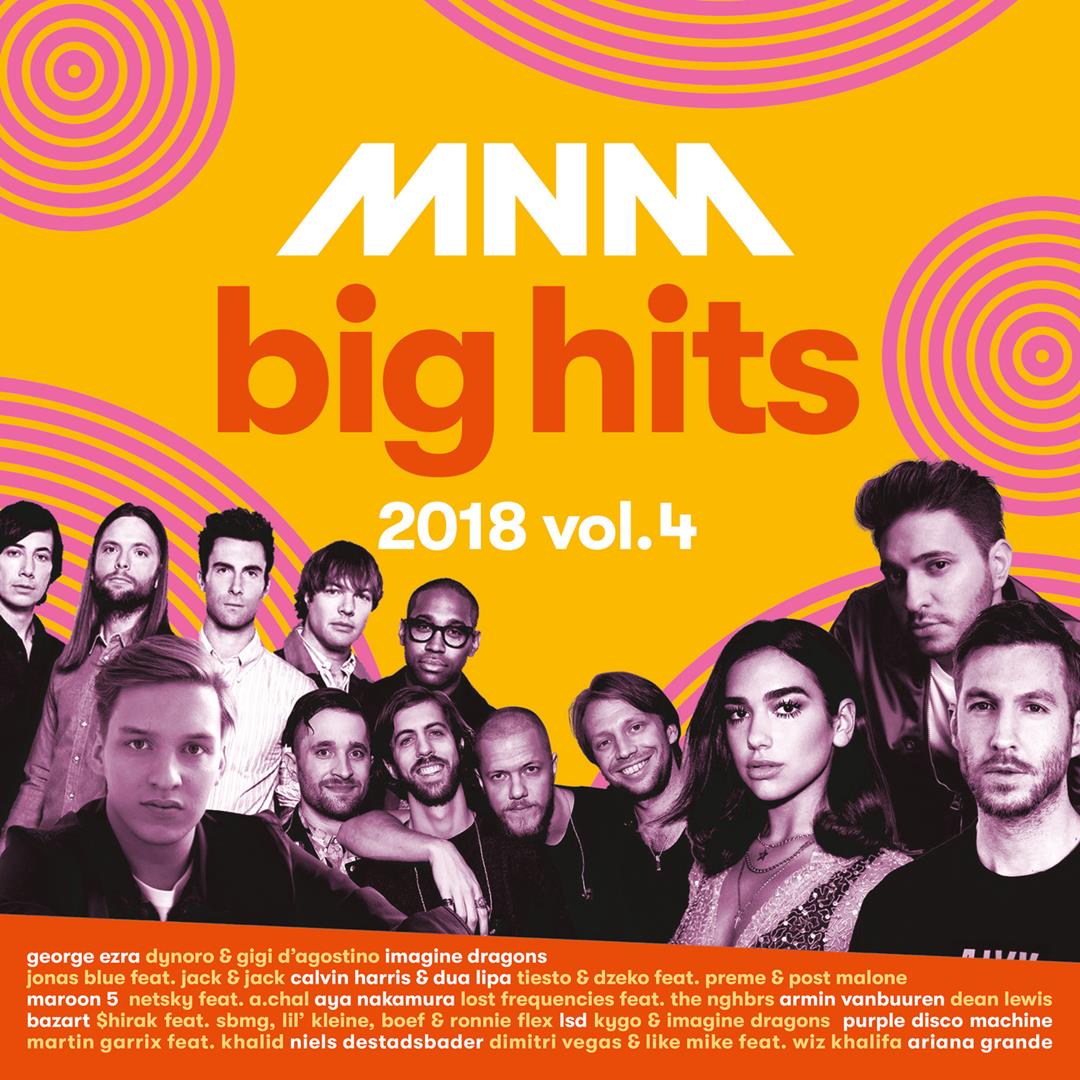 MNM
big hits
2018 vol.4
george ezra dynoro & gigi d'agostino imagine dragons
jonas blue feat. jack & jack calvin harris & dua lipa tiesto & dzeko feat. preme & post malone
maroon 5 netsky feat. a.chal aya nakamura lost frequencies feat. the nghbrs armin vanbuuren dean lewis
bazart $hirak feat. sbmg, lil' kleine, boef & ronnie flex lsd kygo & imagine dragons purple disco machine
martin garrix feat. khalid niels destadsbader dimitri vegas & like mike feat. wiz khalifa ariana grande